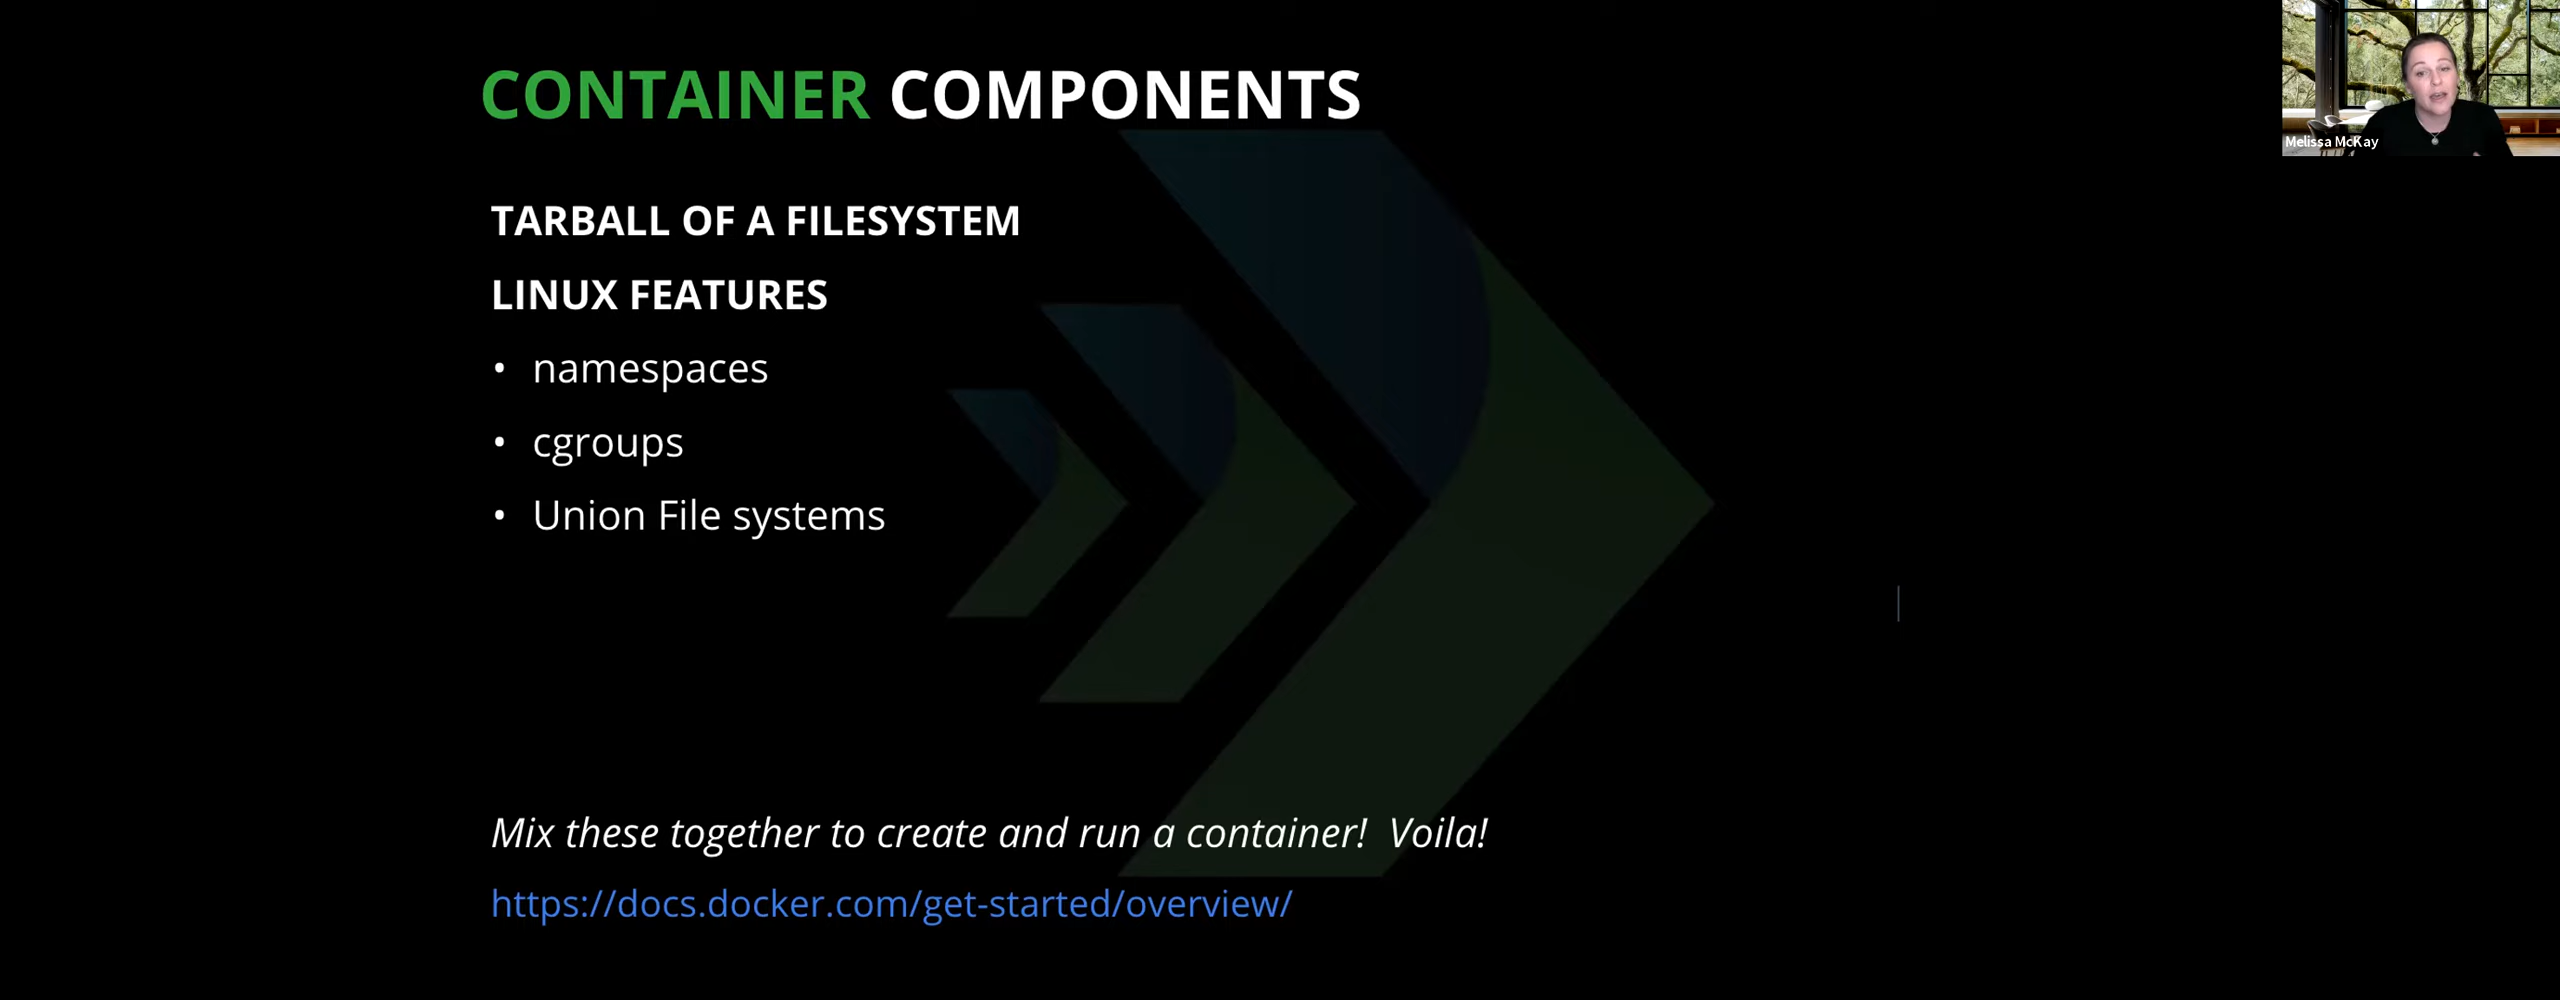 CONTAINER COMPONENTS
Melissa McKay
TARBALL OF A FILESYSTEM
LINUX FEATURES
• namespaces
• cgroups
• Union File systems
Mix these together to create and run a container!  Voila!
https://docs.docker.com/get-started/overview/